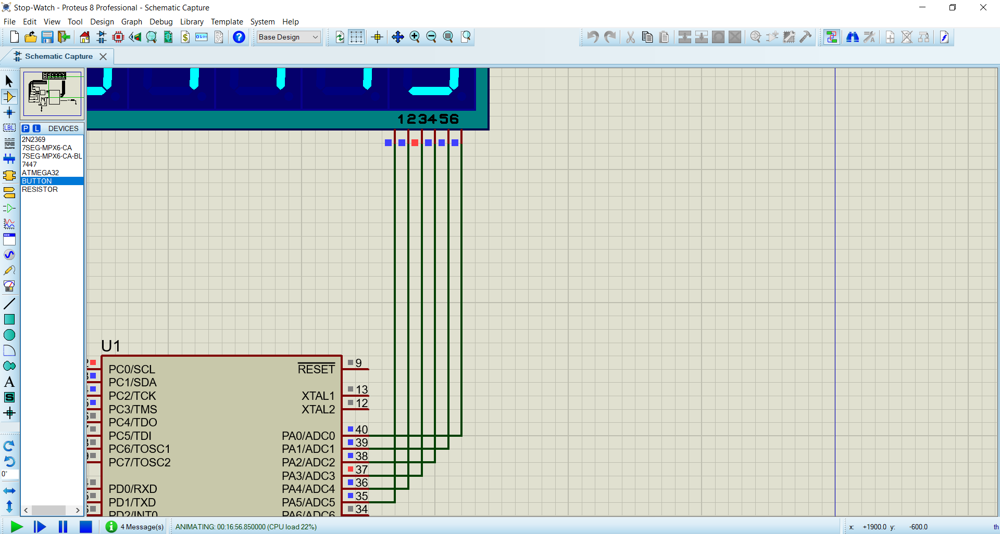 Stop-Watch - Proteus 8 Professional - Schematic Capture
File Edit View Tool Design Graph Debug Library Template System Help
Base Design
Schematic Capture
P L DEVICES
2N2369
7SEG-MPX6-CA
7SEG-MPX6-CA-BL
7447
ATMEGA32
BUTTON
RESISTOR
LBL
A
S
0°
123456
U1
PC0/SCL RESET 9
PC1/SDA
PC2/TCK XTAL1 13
PC3/TMS XTAL2 12
PC4/TDO
PC5/TDI PA0/ADC0 40
PC6/TOSC1 PA1/ADC1 39
PC7/TOSC2 PA2/ADC2 38
PA3/ADC3 37
PD0/RXD PA4/ADC4 36
PD1/TXD PA5/ADC5 35
PD2/INT0 PA6/ADC6 34
4 Message(s) ANIMATING: 00:16:56.850000 (CPU load 22%) x: +1900.0 y: -600.0 th